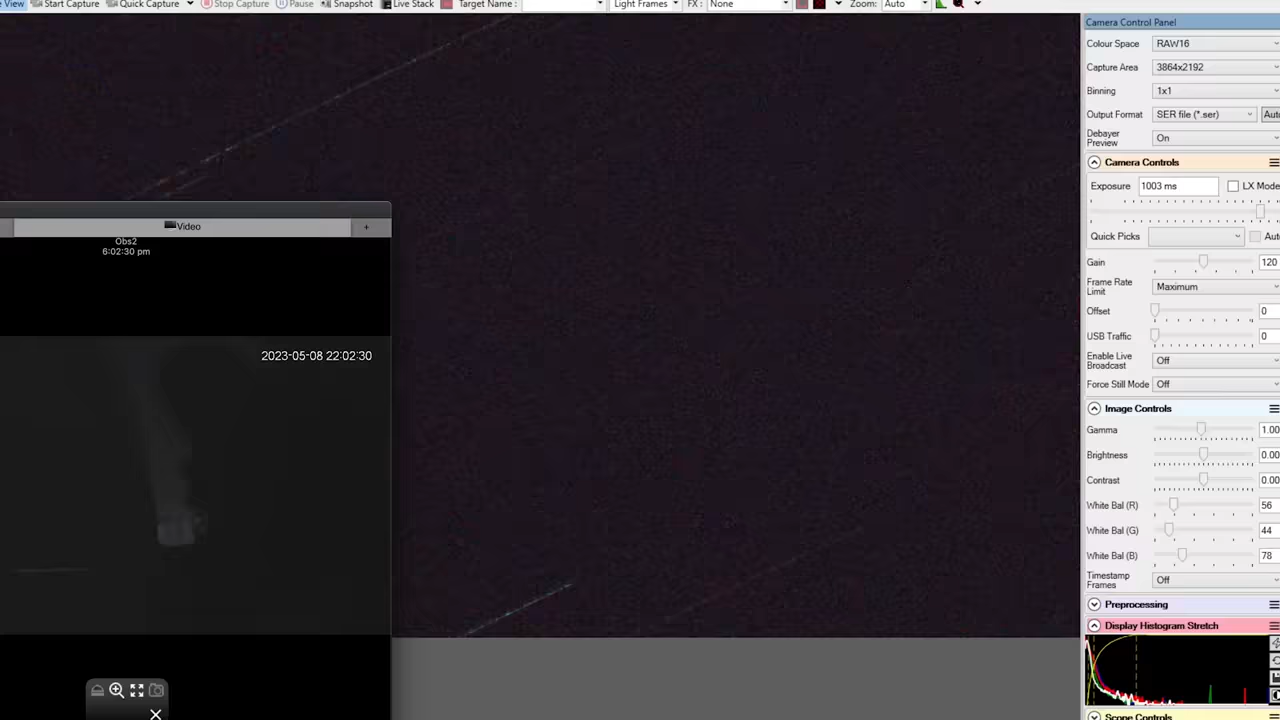 View Start Capture Quick Capture Stop Capture Pause Snapshot Live Stack Target Name : Light Frames FX : None Zoom: Auto
Camera Control Panel
Colour Space RAW16
Capture Area 3864x2192
Binning 1x1
Output Format SER file (*.ser) Auto
Debayer Preview On
Camera Controls
Exposure 1003 ms LX Mode
Quick Picks Auto
Gain 120
Frame Rate Limit Maximum
Offset 0
USB Traffic 0
Enable Live Broadcast Off
Force Still Mode Off
Image Controls
Gamma 1.00
Brightness 0.00
Contrast 0.00
White Bal (R) 56
White Bal (G) 44
White Bal (B) 78
Timestamp Frames Off
Preprocessing
Display Histogram Stretch
Scope Controls
Video +
Obs2
6:02:30 pm
2023-05-08 22:02:30